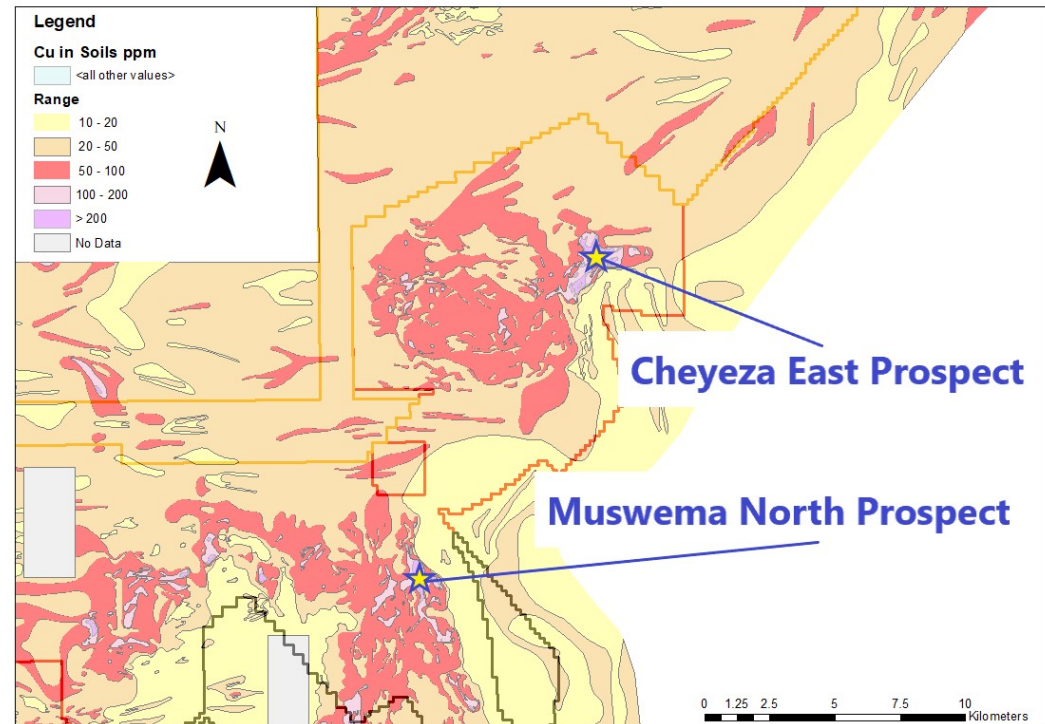 Legend
Cu in Soils ppm
<all other values>
Range
10 - 20
20 - 50
50 - 100
100 - 200
> 200
No Data
N
Cheyeza East Prospect
Muswema North Prospect
0 1.25 2.5 5 7.5 10
Kilometers